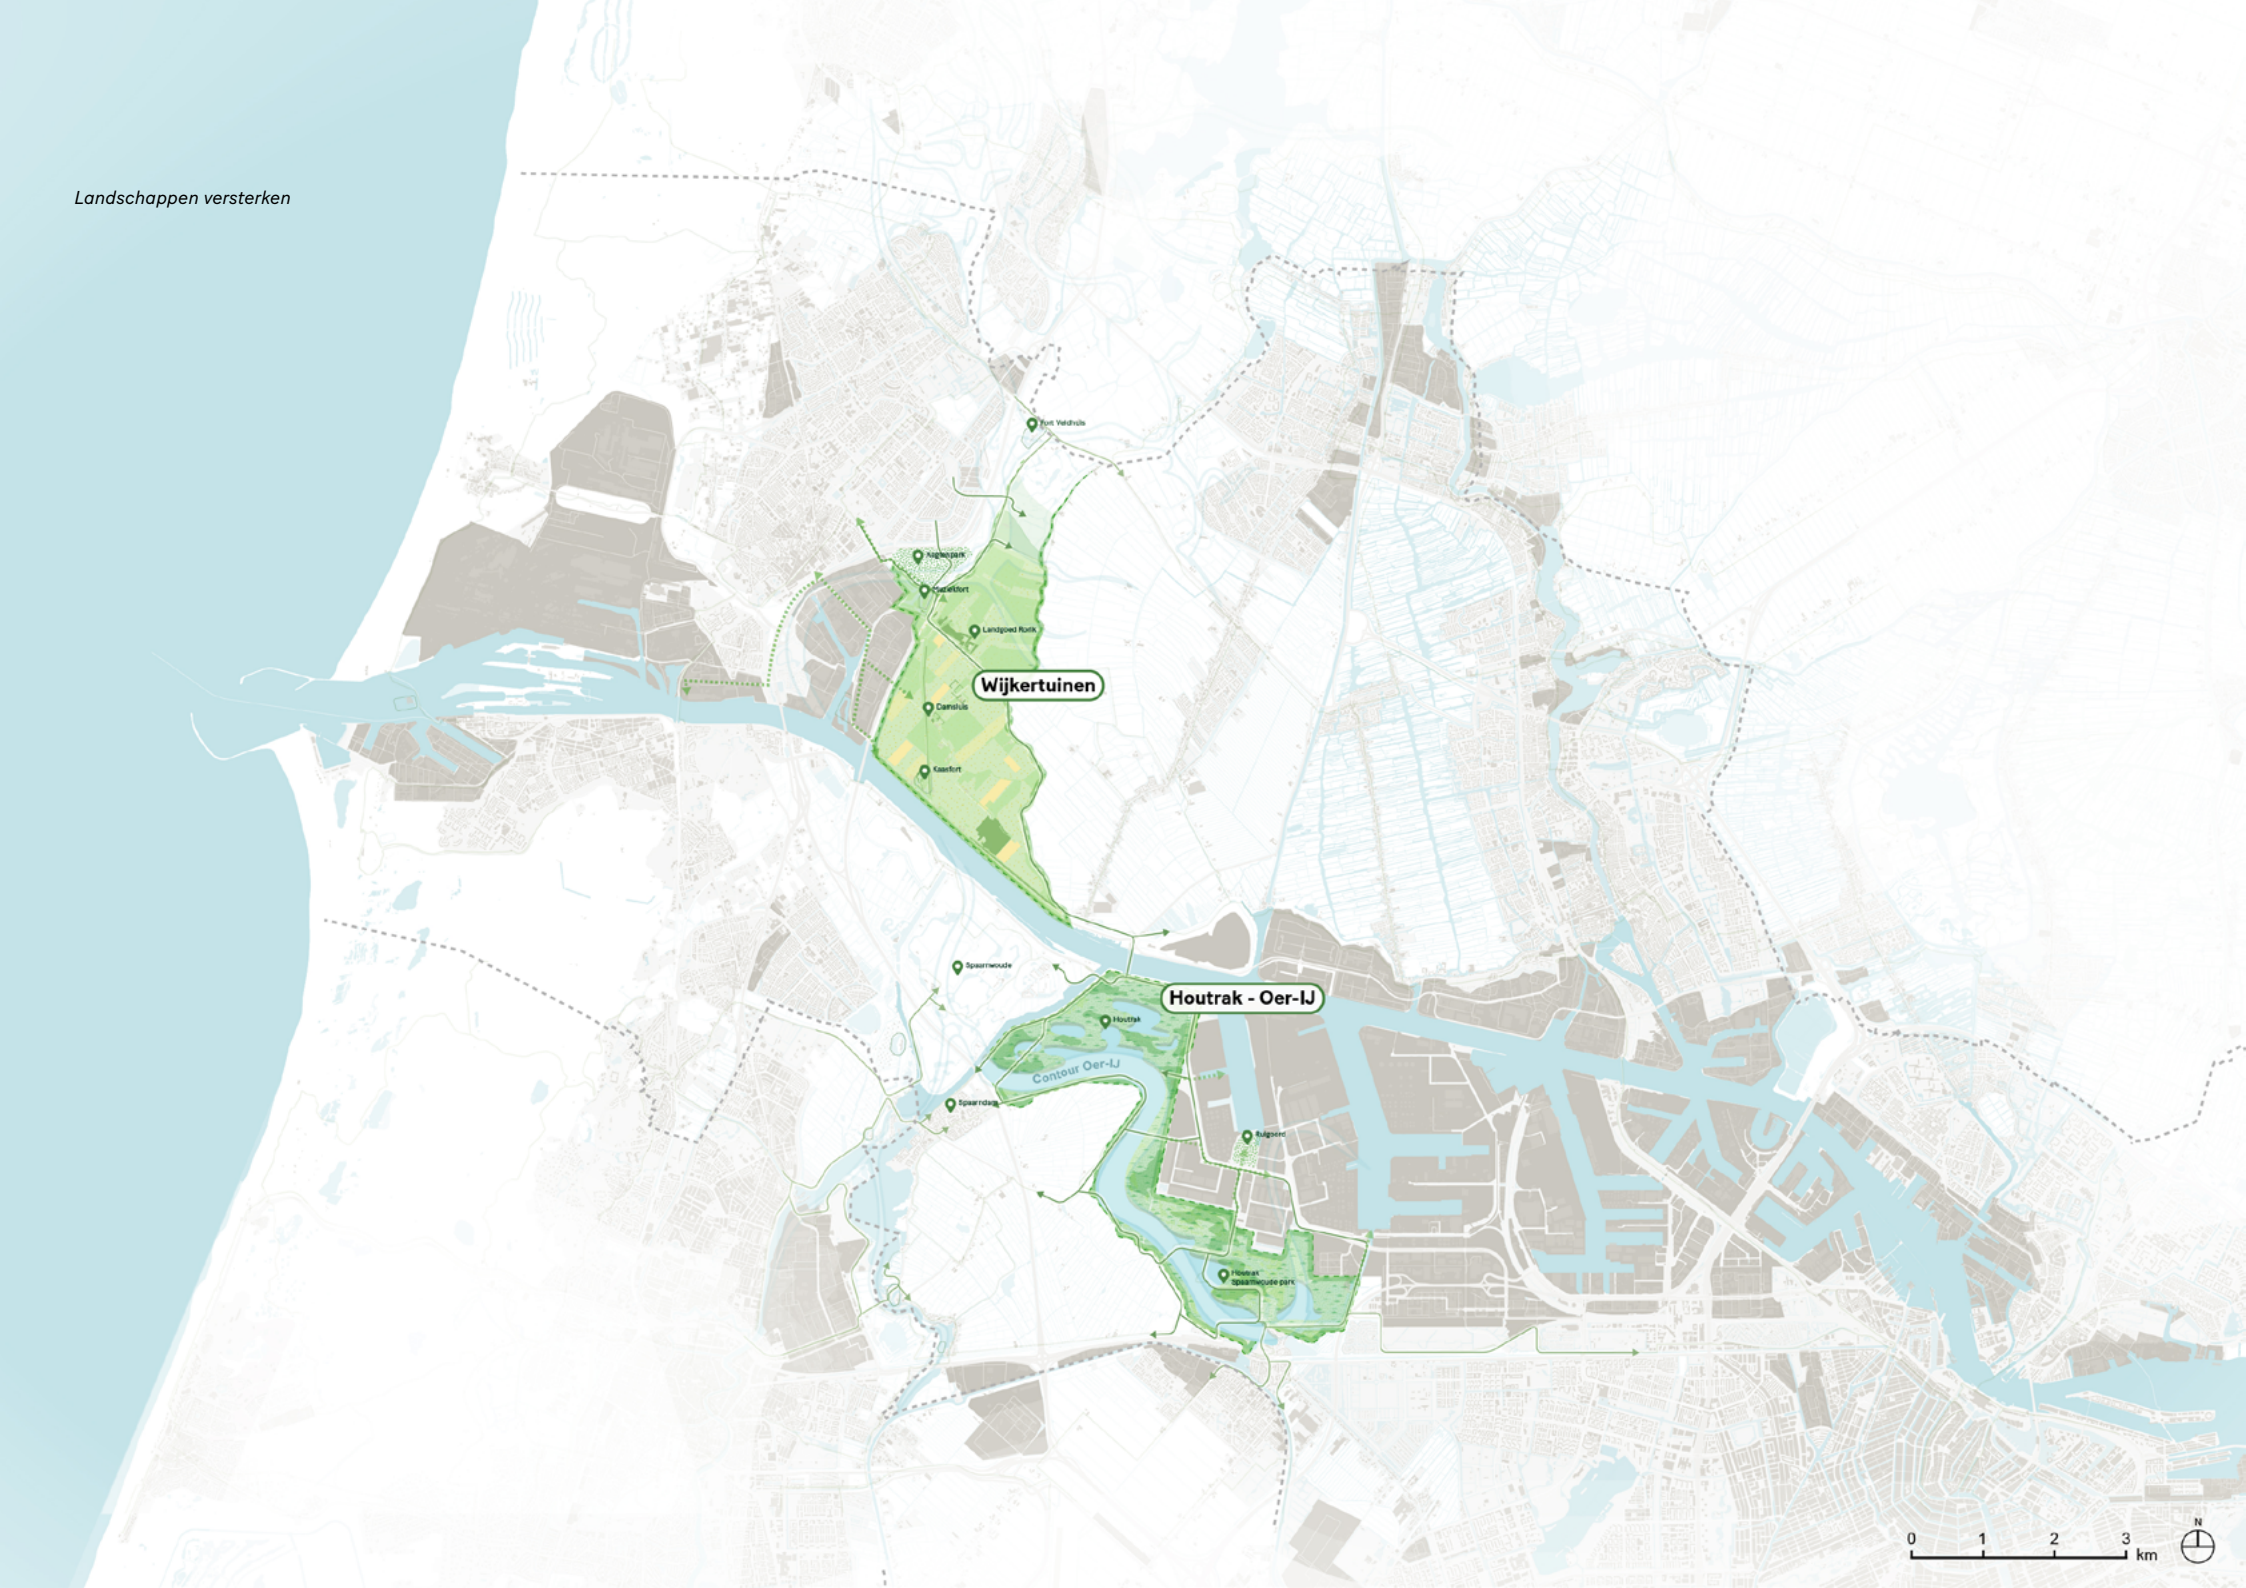 Landschappen versterken
Fort Veldhuis
Aagtenpark
Landgoed Rorik
Wijkertuinen
Damsluis
Kaasfort
Spaarnwoude
Houtrak - Oer-IJ
Houtrak
Contour Oer-IJ
Spaarndam
Ruigoord
Houtrak
Spaarnwoude park
N
0 1 2 3 km